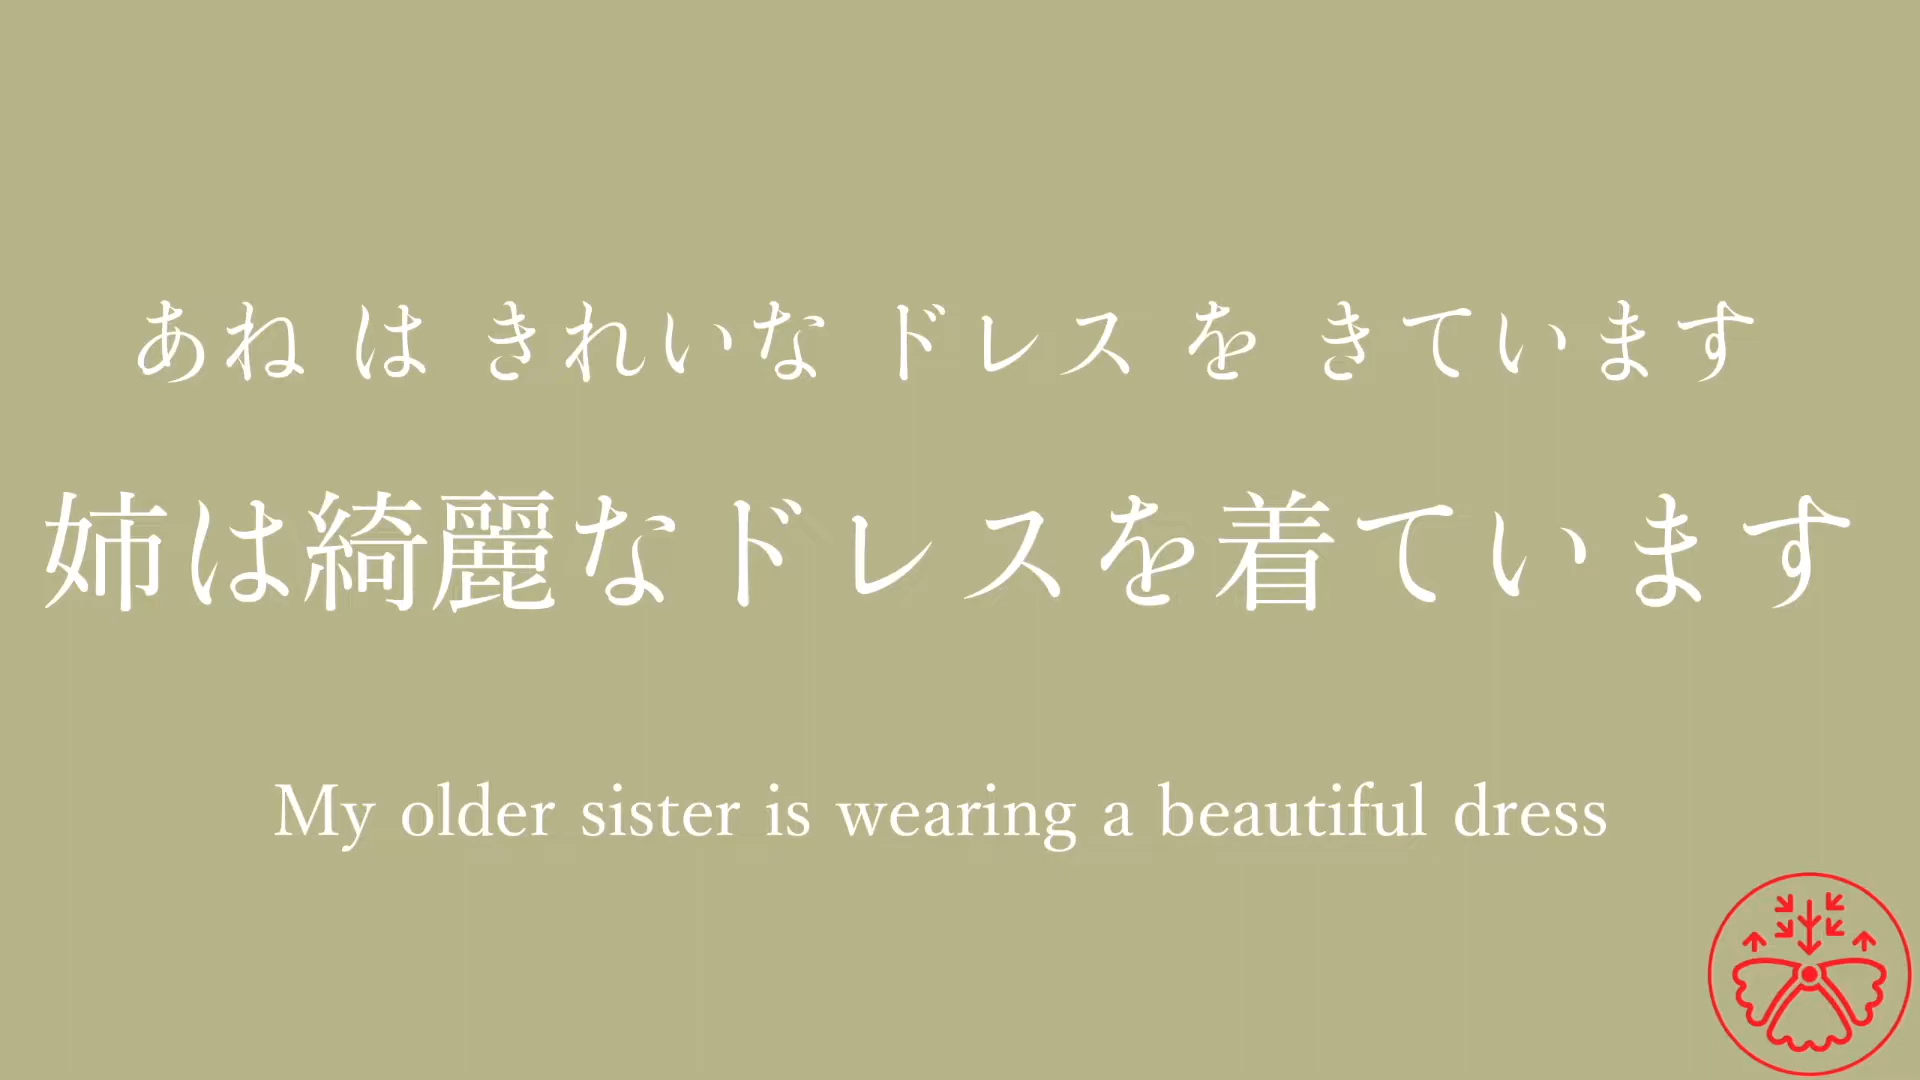 あね は きれいな ドレス を きています
姉は綺麗なドレスを着ています
My older sister is wearing a beautiful dress